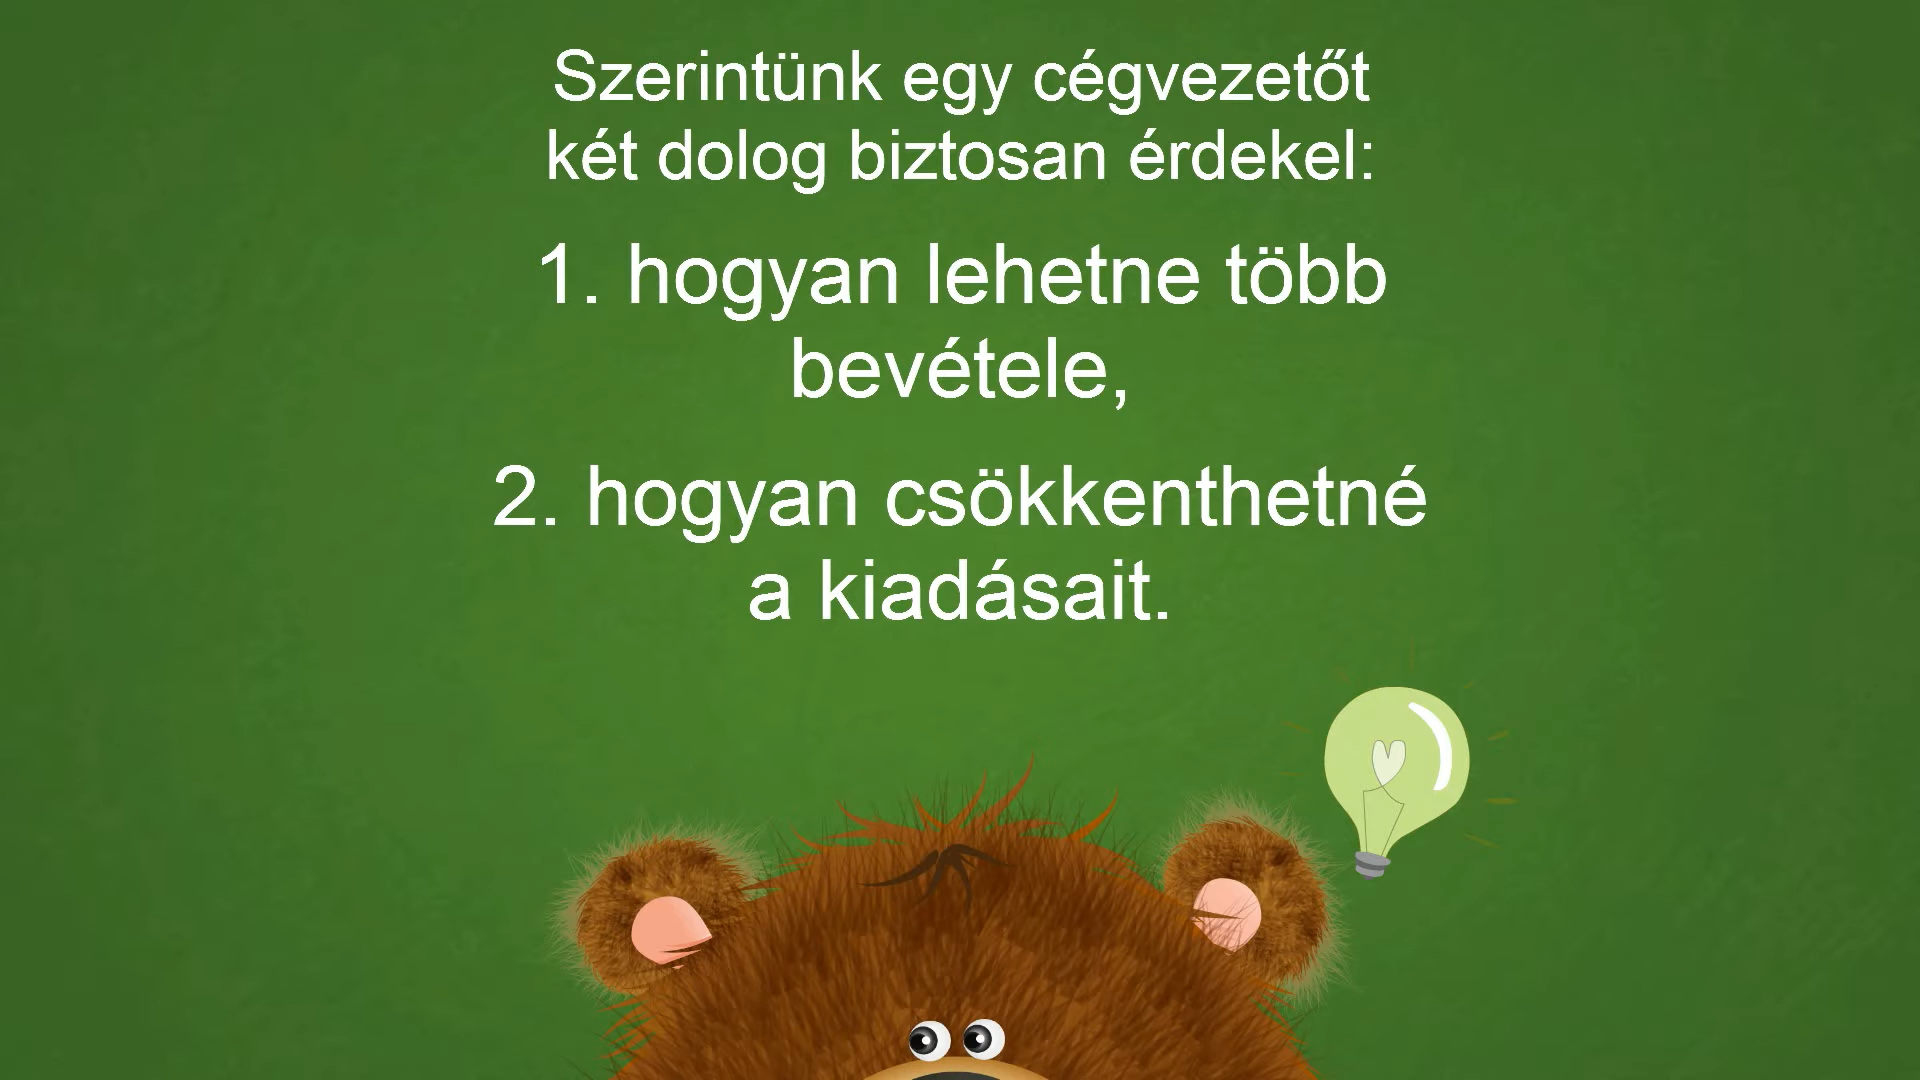 Szerintünk egy cégvezetőt
két dolog biztosan érdekel:
1. hogyan lehetne több
bevétele,
2. hogyan csökkenthetné
a kiadásait.